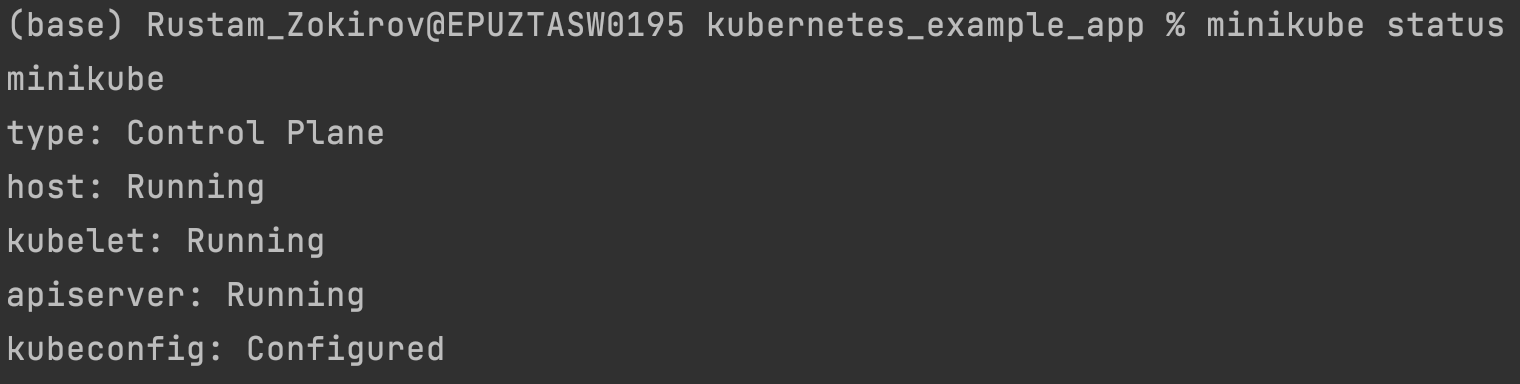 (base) Rustam_Zokirov@EPUZTASW0195 kubernetes_example_app % minikube status
minikube
type: Control Plane
host: Running
kubelet: Running
apiserver: Running
kubeconfig: Configured